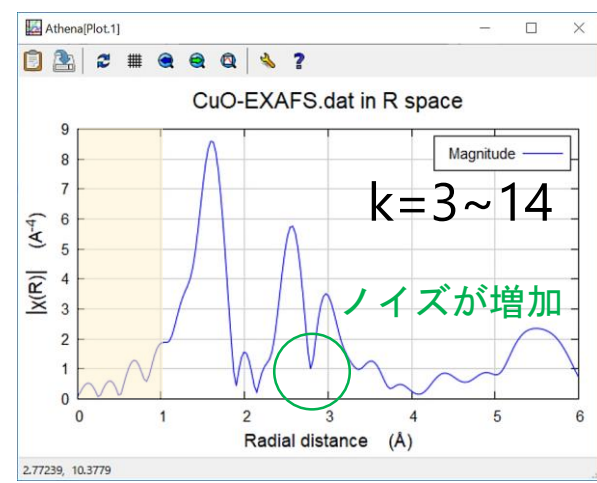 Athena[Plot.1]
CuO-EXAFS.dat in R space
Magnitude
k=3~14
ノイズが増加
|χ(R)| (Å⁻⁴)
9
8
7
6
5
4
3
2
1
0
0 1 2 3 4 5 6
Radial distance (Å)
2.77239, 10.3779